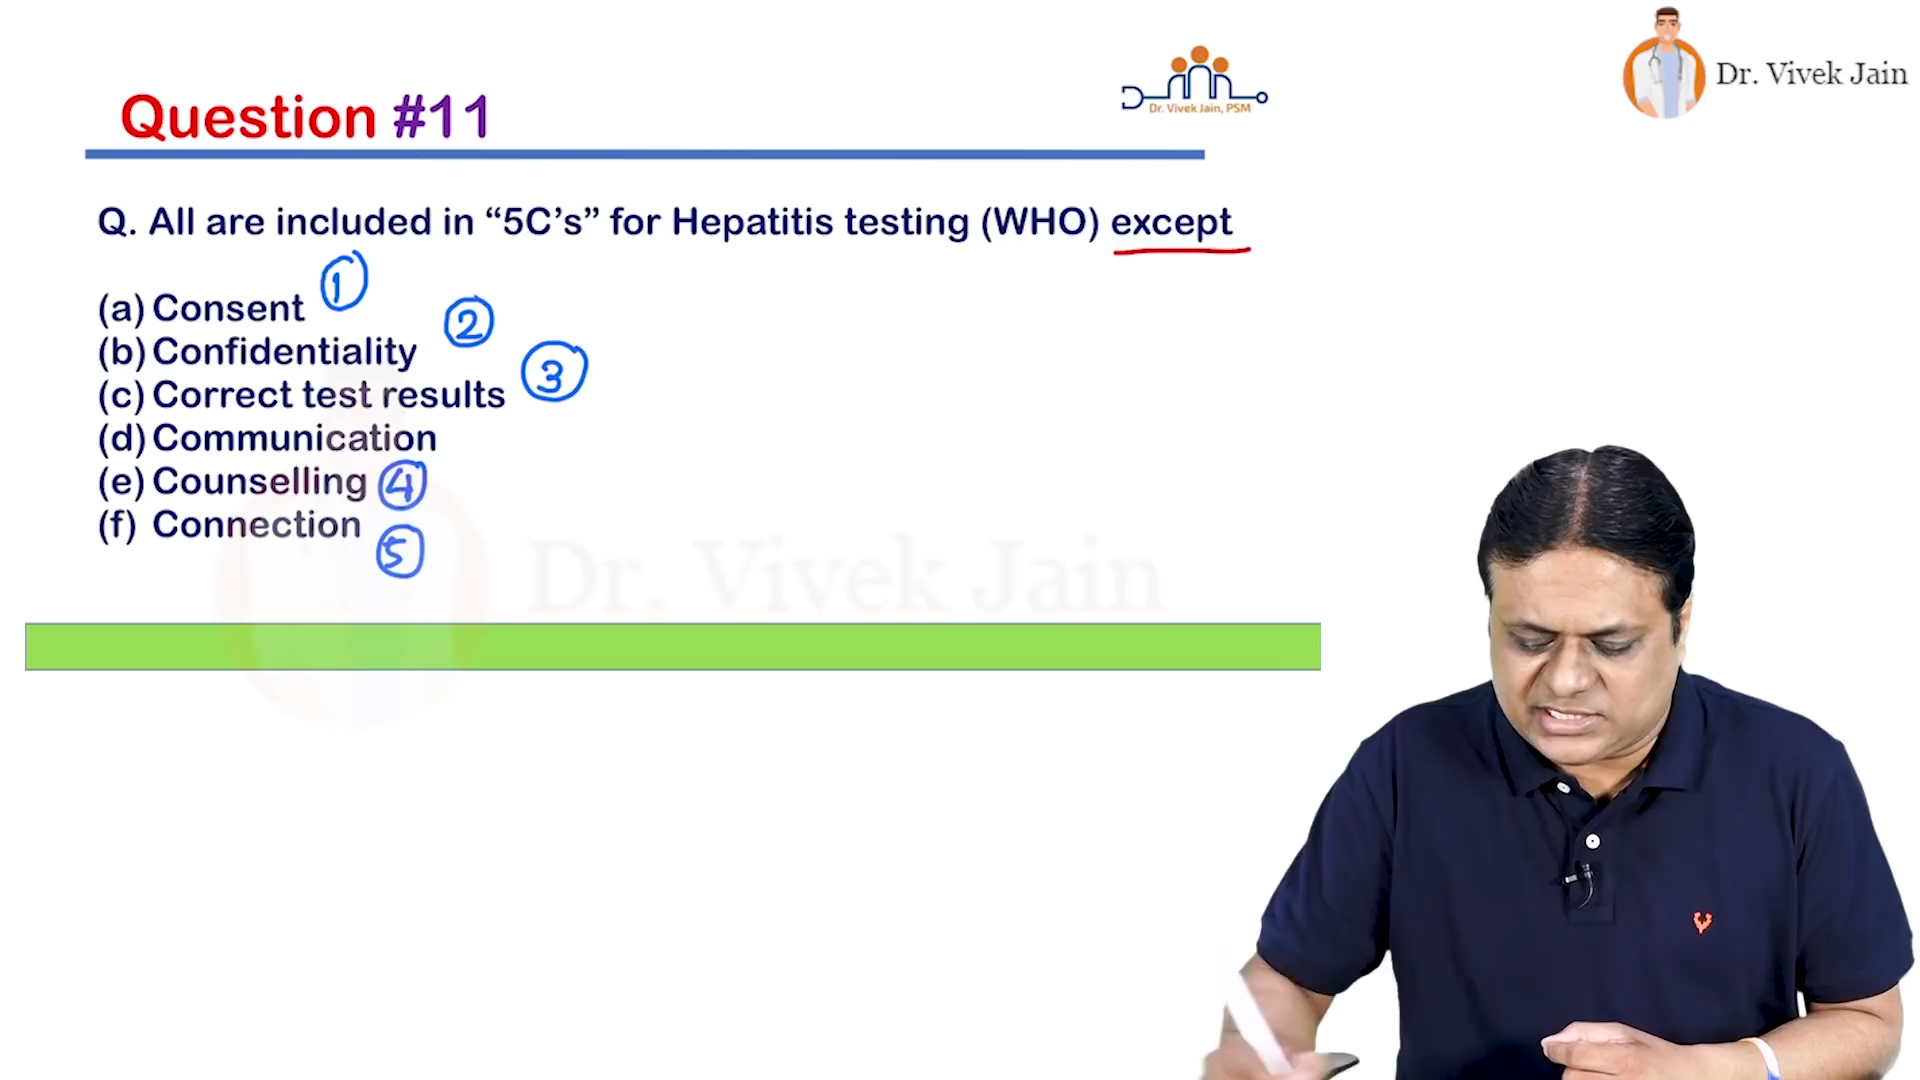 Dr. Vivek Jain
Dr. Vivek Jain, PSM
Question #11
Q. All are included in “5C’s” for Hepatitis testing (WHO) except
(a) Consent ①
(b) Confidentiality ②
(c) Correct test results ③
(d) Communication
(e) Counselling ④
(f) Connection ⑤
Dr. Vivek Jain